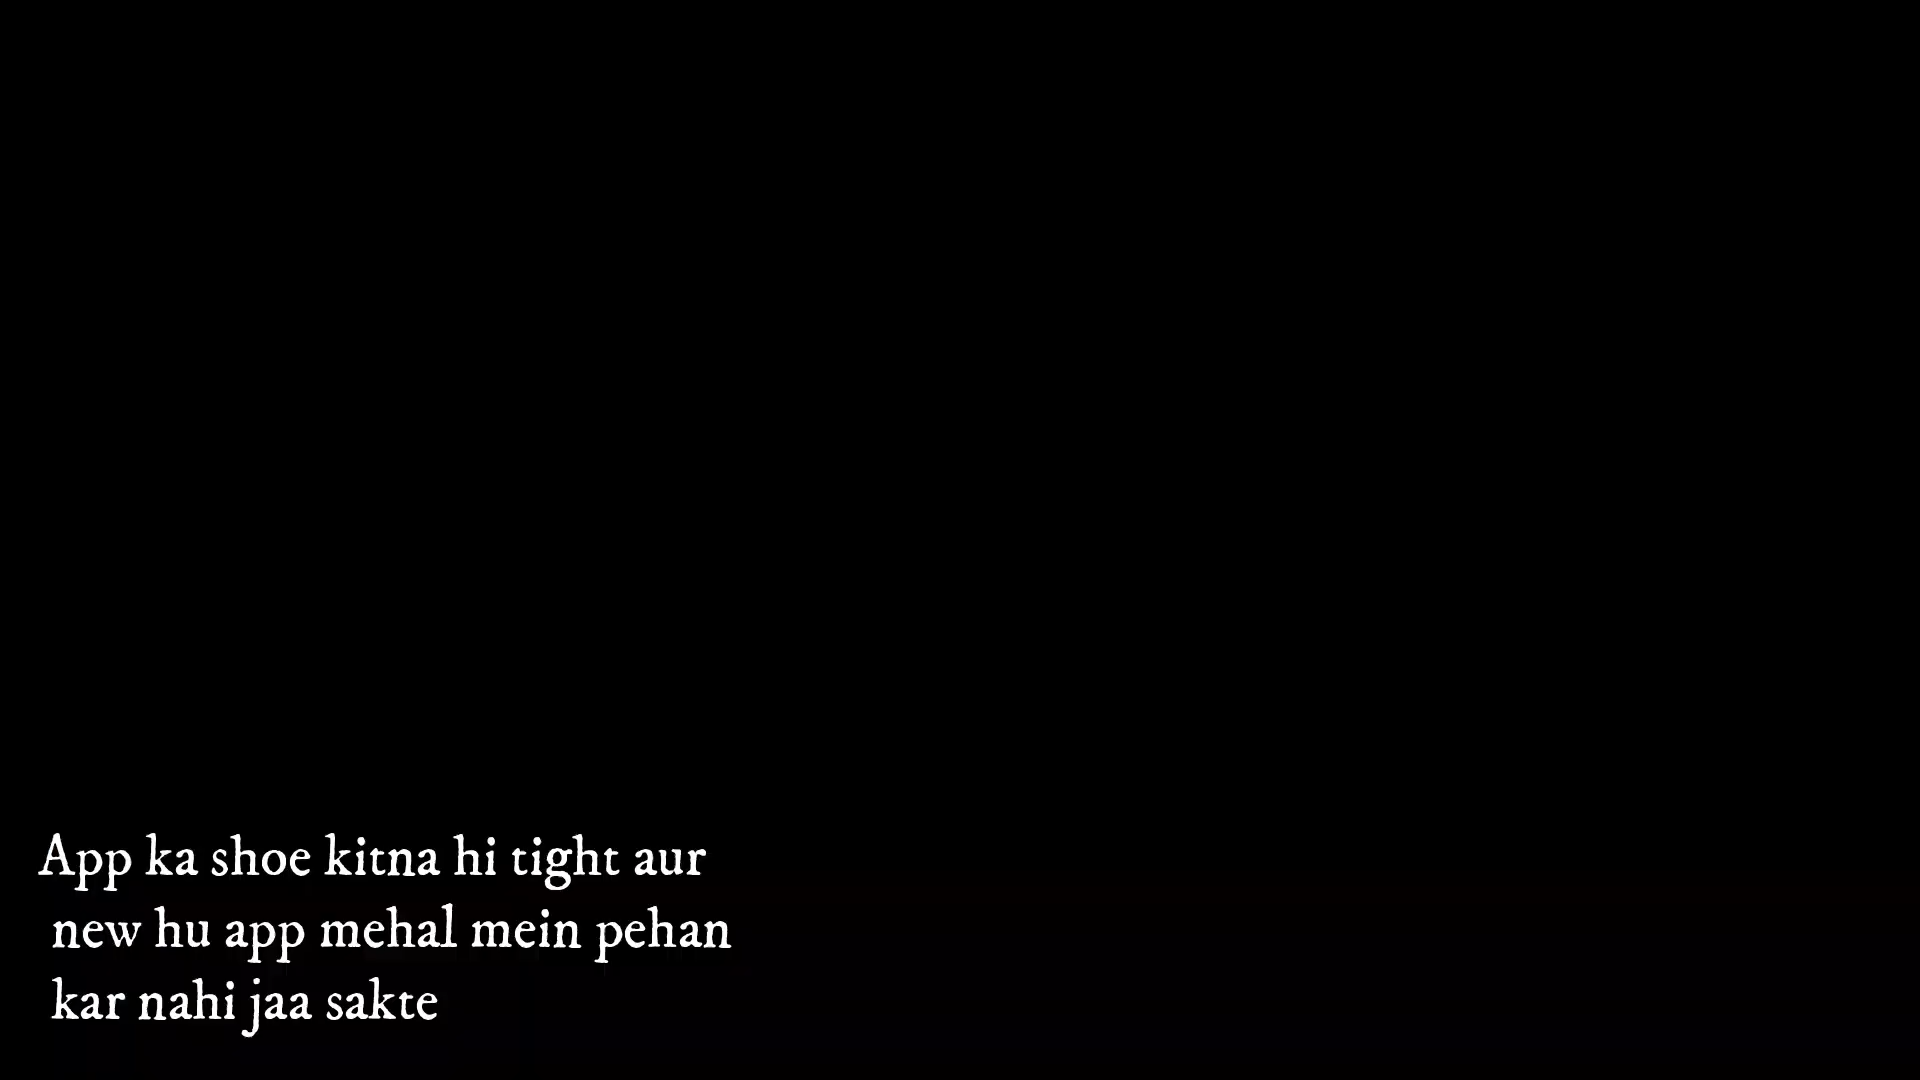 App ka shoe kitna hi tight aur
new hu app mehal mein pehan
kar nahi jaa sakte